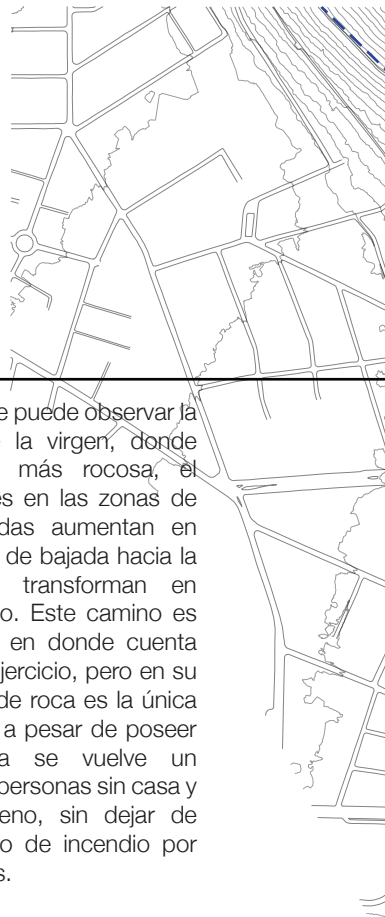 e puede observar la
e la virgen, donde
más rocosa, el
es en las zonas de
das aumentan en
de bajada hacia la
transforman en
o. Este camino es
en donde cuenta
jercicio, pero en su
de roca es la única
a pesar de poseer
a se vuelve un
personas sin casa y
eno, sin dejar de
o de incendio por
s.